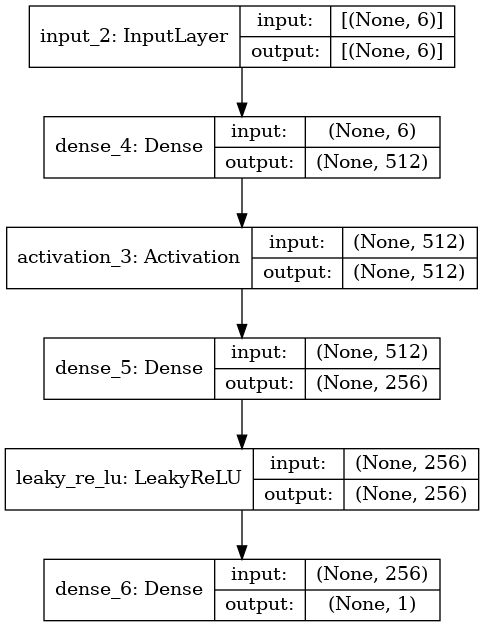 input_2: InputLayer
input: [(None, 6)]
output: [(None, 6)]
dense_4: Dense
input: (None, 6)
output: (None, 512)
activation_3: Activation
input: (None, 512)
output: (None, 512)
dense_5: Dense
input: (None, 512)
output: (None, 256)
leaky_re_lu: LeakyReLU
input: (None, 256)
output: (None, 256)
dense_6: Dense
input: (None, 256)
output: (None, 1)